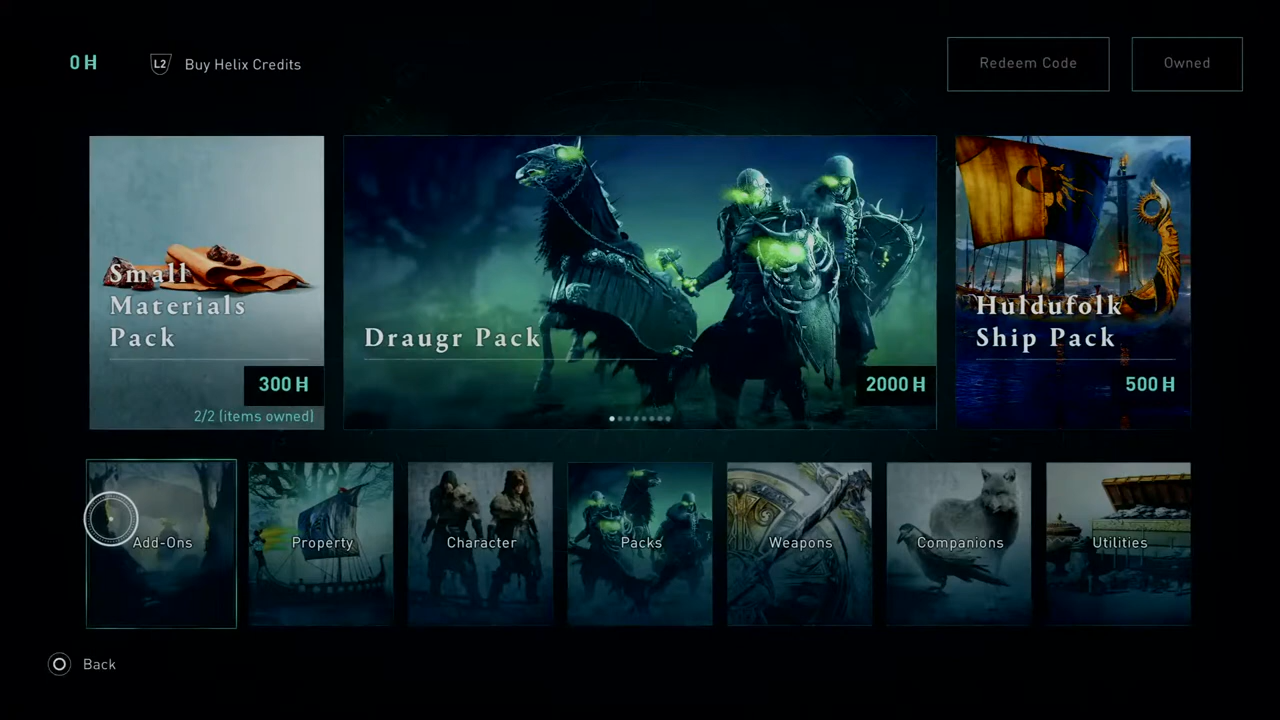 0 H
L2 Buy Helix Credits
Redeem Code
Owned
Small
Materials
Pack
300 H
2/2 (items owned)
Draugr Pack
2000 H
Huldufolk
Ship Pack
500 H
Add-Ons
Property
Character
Packs
Weapons
Companions
Utilities
Back